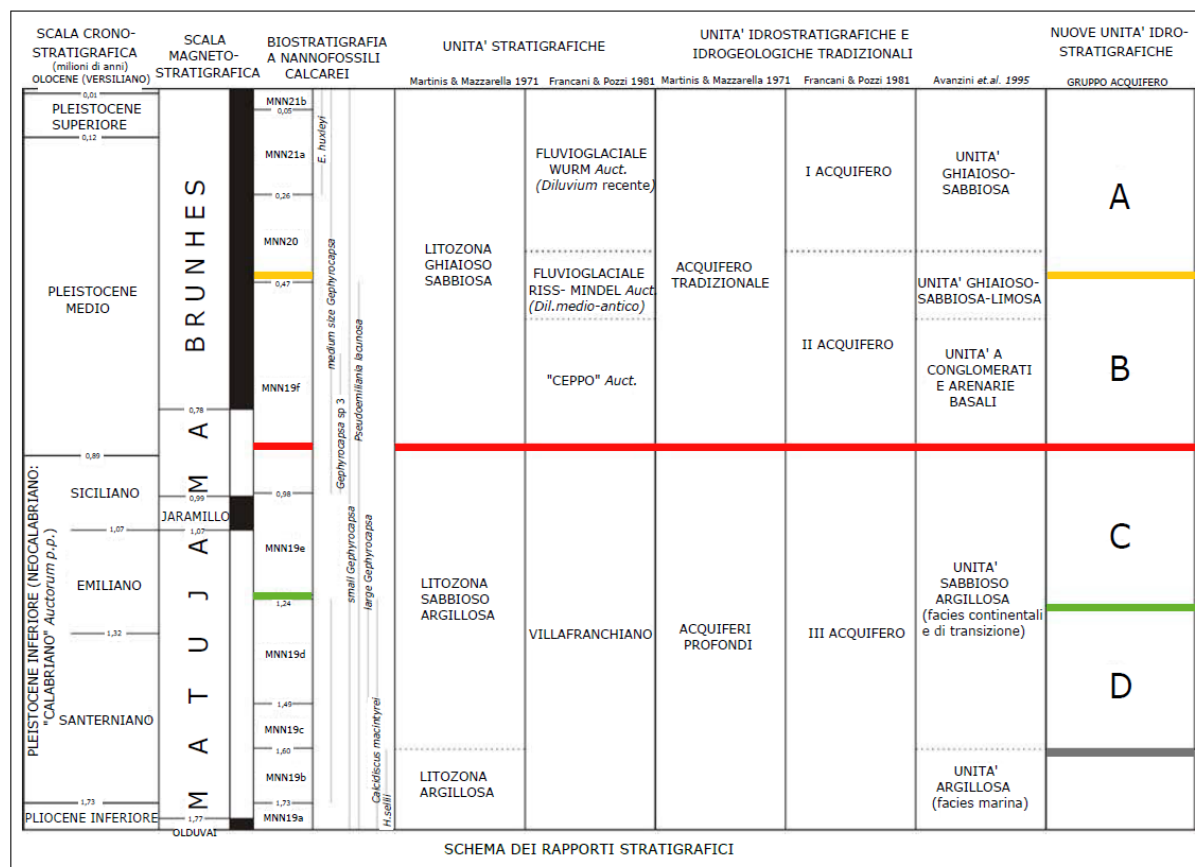 SCALA CRONO-
STRATIGRAFICA
(milioni di anni)
OLOCENE (VERSILIANO)
SCALA
MAGNETO-
STRATIGRAFICA
BIOSTRATIGRAFIA
A NANNOFOSSILI
CALCAREI
UNITA' STRATIGRAFICHE
Martinis & Mazzarella 1971
Francani & Pozzi 1981
UNITA' IDROSTRATIGRAFICHE E
IDROGEOLOGICHE TRADIZIONALI
Martinis & Mazzarella 1971
Francani & Pozzi 1981
Avanzini et.al. 1995
NUOVE UNITA' IDRO-
STRATIGRAFICHE
GRUPPO ACQUIFERO
0,01
PLEISTOCENE
SUPERIORE
0,12
PLEISTOCENE
MEDIO
0,89
PLEISTOCENE INFERIORE (NEOCALABRIANO:
"CALABRIANO" Auctorum p.p.)
SICILIANO
1,07
EMILIANO
1,32
SANTERNIANO
1,73
PLIOCENE INFERIORE
BRUNHES
0,78
MATUJAMA
0,99
JARAMILLO
1,07
1,77
OLDUVAI
MNN21b
0,05
MNN21a
0,26
MNN20
0,47
MNN19f
0,98
MNN19e
1,24
MNN19d
1,49
MNN19c
1,60
MNN19b
1,73
MNN19a
E. huxleyi
medium size Gephyrocapsa
Gephyrocapsa sp 3
small Gephyrocapsa
Pseudoemiliania lacunosa
large Gephyrocapsa
Calcidiscus macintyrei
H.sellii
LITOZONA
GHIAIOSO
SABBIOSA
LITOZONA
SABBIOSO
ARGILLOSA
LITOZONA
ARGILLOSA
FLUVIOGLACIALE
WURM Auct.
(Diluvium recente)
FLUVIOGLACIALE
RISS- MINDEL Auct.
(Dil.medio-antico)
"CEPPO" Auct.
VILLAFRANCHIANO
ACQUIFERO
TRADIZIONALE
ACQUIFERI
PROFONDI
I ACQUIFERO
II ACQUIFERO
III ACQUIFERO
UNITA'
GHIAIOSO-
SABBIOSA
UNITA' GHIAIOSO-
SABBIOSA-LIMOSA
UNITA' A
CONGLOMERATI
E ARENARIE
BASALI
UNITA'
SABBIOSO
ARGILLOSA
(facies continentali
e di transizione)
UNITA'
ARGILLOSA
(facies marina)
A
B
C
D
SCHEMA DEI RAPPORTI STRATIGRAFICI